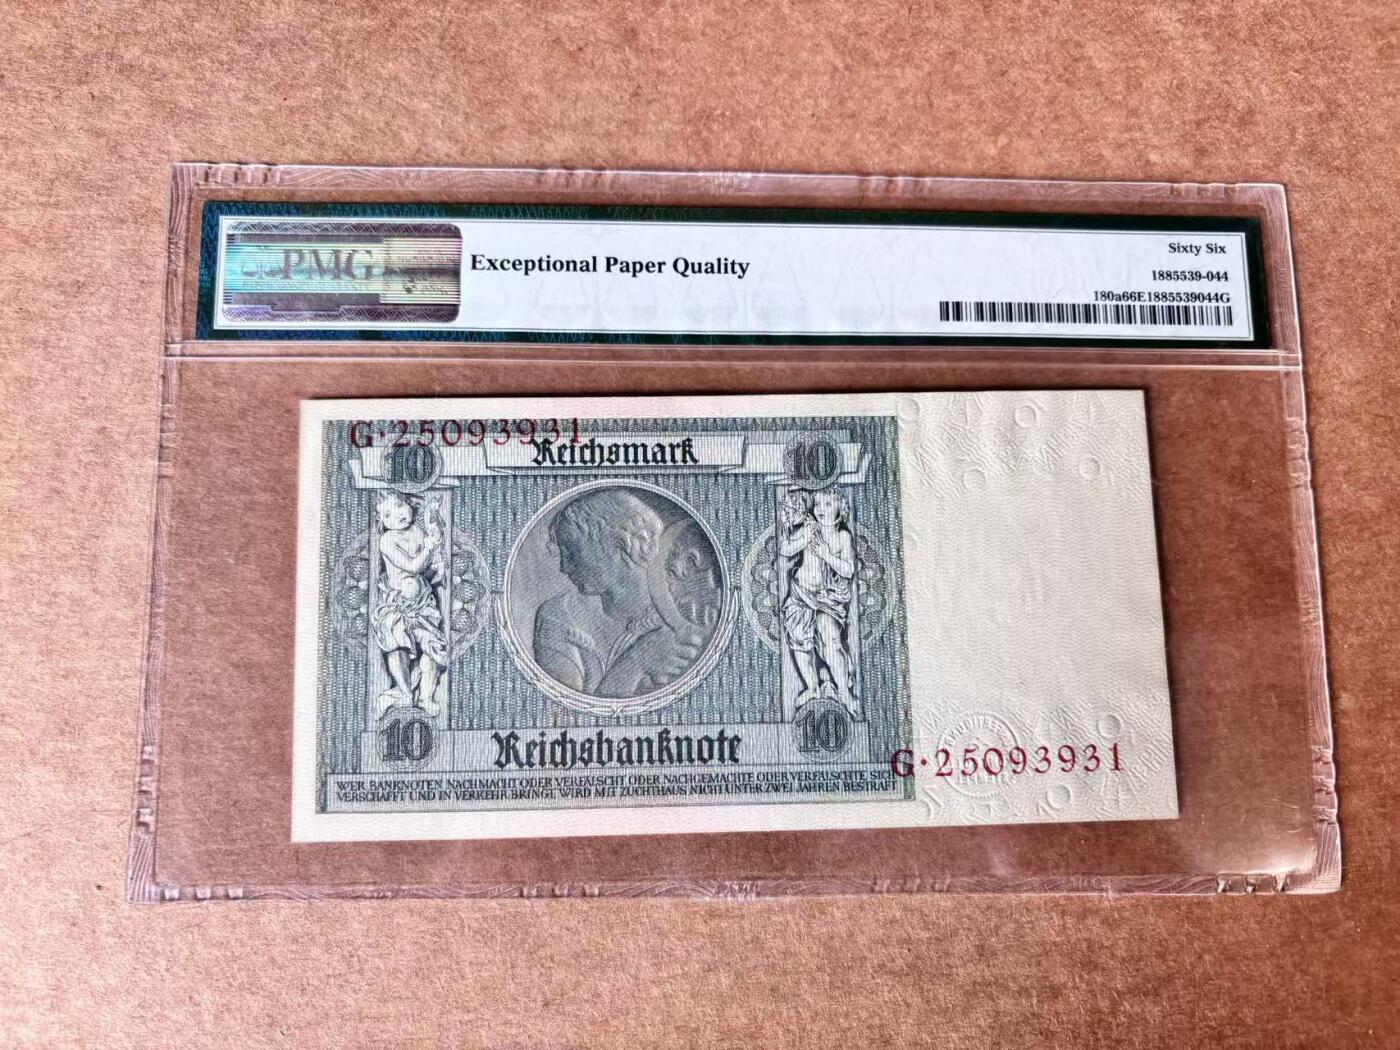 PMG
Exceptional Paper Quality
Sixty Six
1885539-044
180a66E1885539044G
G·25093931
10
Reichsmark
10
10
Reichsbanknote
10
G·25093931
WER BANKNOTEN NACHMACHT ODER VERFÄLSCHT ODER NACHGEMACHTE ODER VERFÄLSCHTE SICH
VERSCHAFFT UND IN VERKEHR BRINGT, WIRD MIT ZUCHTHAUS NICHT UNTER ZWEI JAHREN BESTRAFT